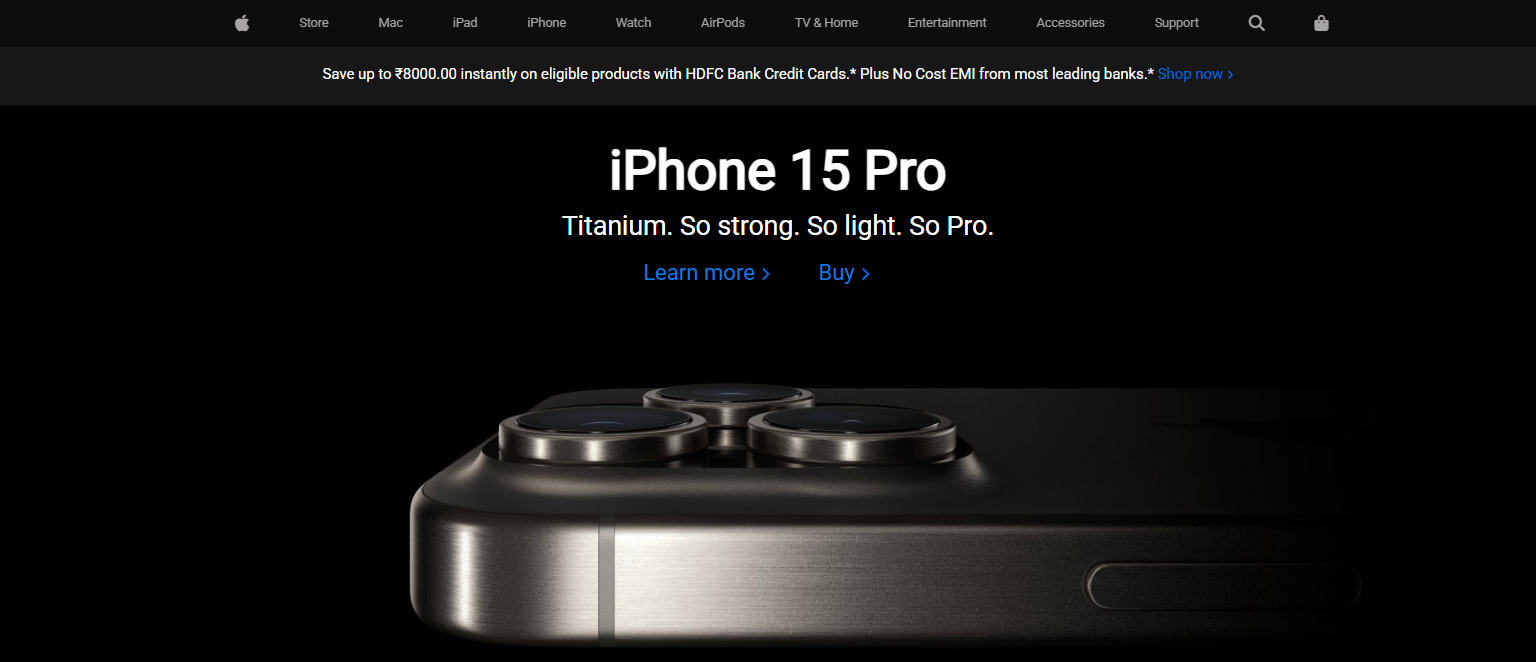 Store Mac iPad iPhone Watch AirPods TV & Home Entertainment Accessories Support
Save up to ₹8000.00 instantly on eligible products with HDFC Bank Credit Cards.* Plus No Cost EMI from most leading banks.* Shop now >
iPhone 15 Pro
Titanium. So strong. So light. So Pro.
Learn more > Buy >